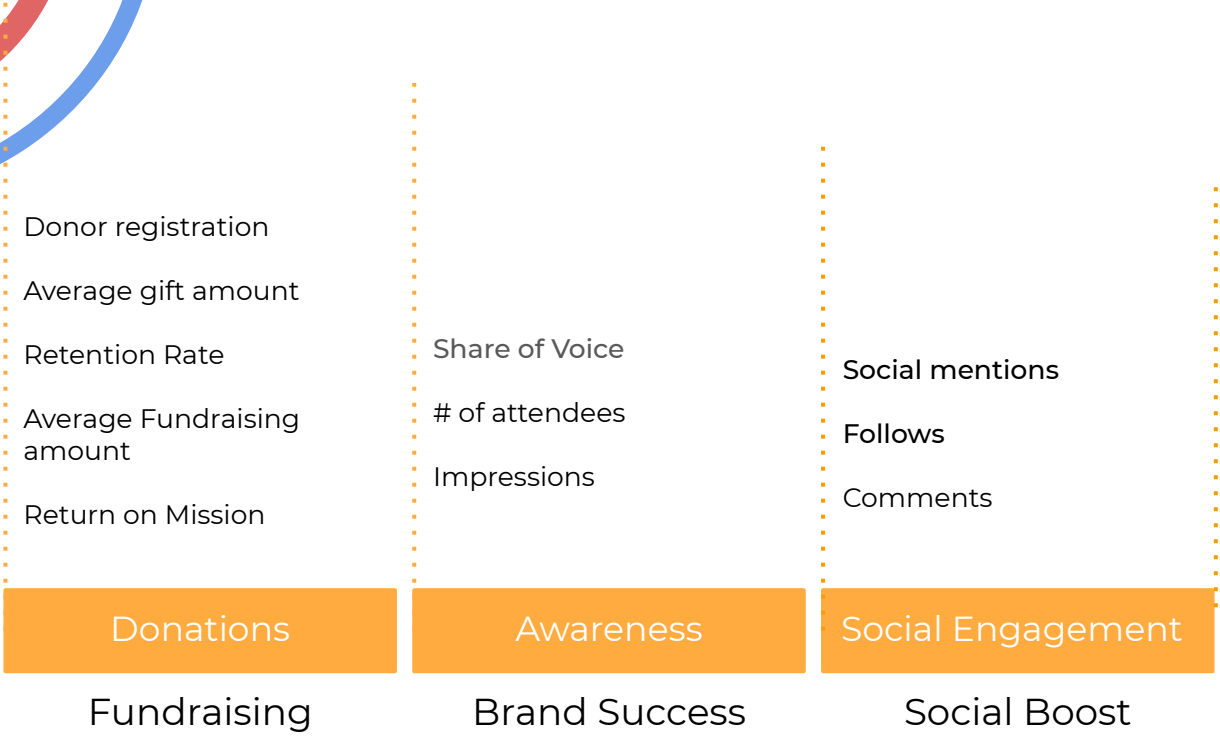 Donor registration
Average gift amount
Retention Rate
Average Fundraising
amount
Return on Mission
Share of Voice
# of attendees
Impressions
Social mentions
Follows
Comments
Donations
Awareness
Social Engagement
Fundraising
Brand Success
Social Boost